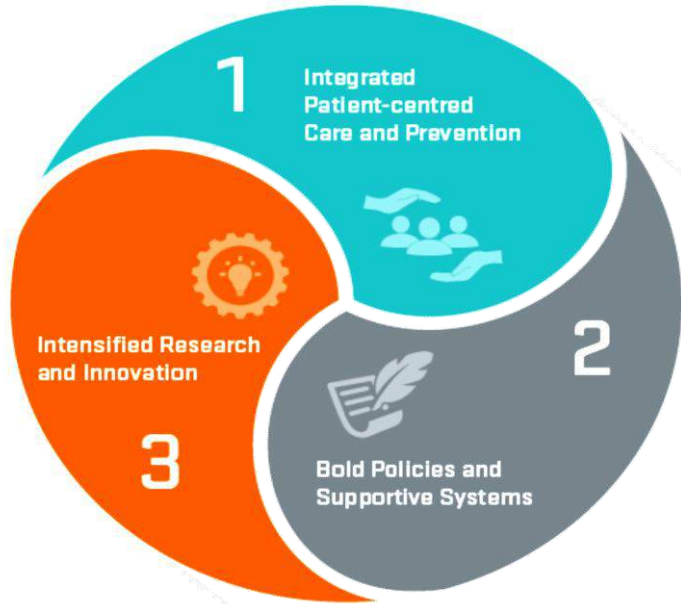 1
Integrated
Patient-centred
Care and Prevention
2
Bold Policies and
Supportive Systems
Intensified Research
and Innovation
3